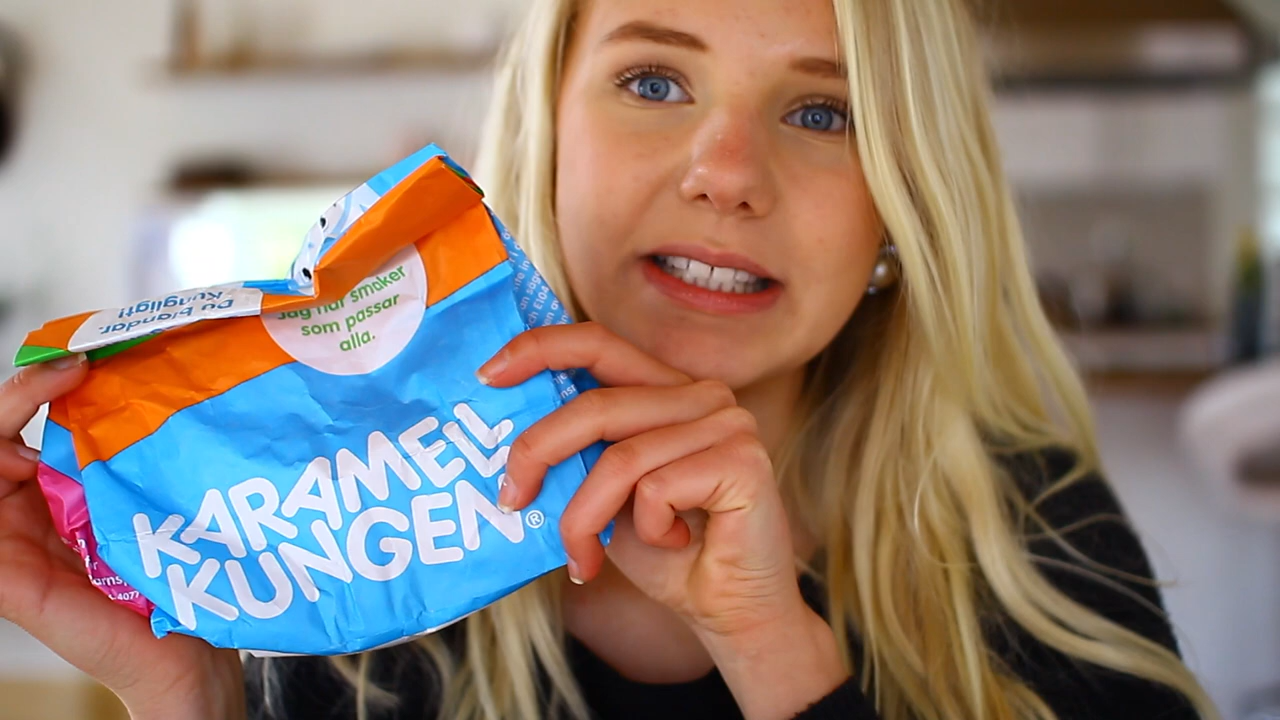 Du blandar.
Kungligt!
Jag har smaker
som passar
alla.
KARAMELL
KUNGEN®